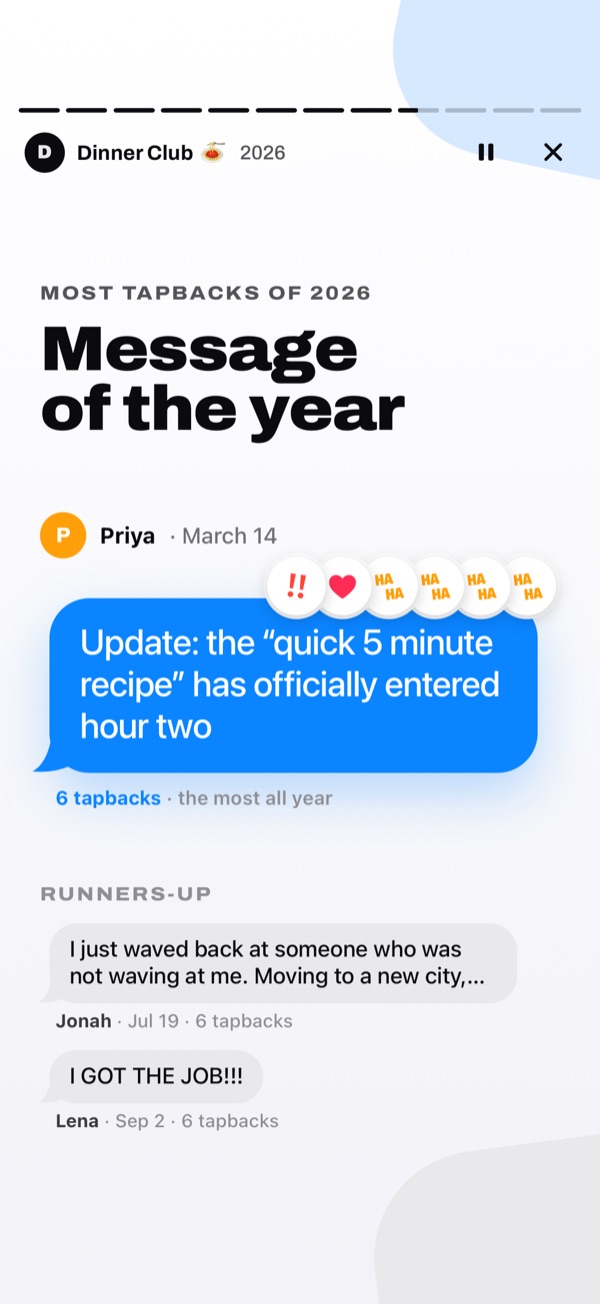 D Dinner Club 🍝 2026
MOST TAPBACKS OF 2026
Message
of the year
P Priya · March 14
!! HA HA HA HA HA HA HA HA
Update: the “quick 5 minute
recipe” has officially entered
hour two
6 tapbacks · the most all year
RUNNERS-UP
I just waved back at someone who was
not waving at me. Moving to a new city,...
Jonah · Jul 19 · 6 tapbacks
I GOT THE JOB!!!
Lena · Sep 2 · 6 tapbacks